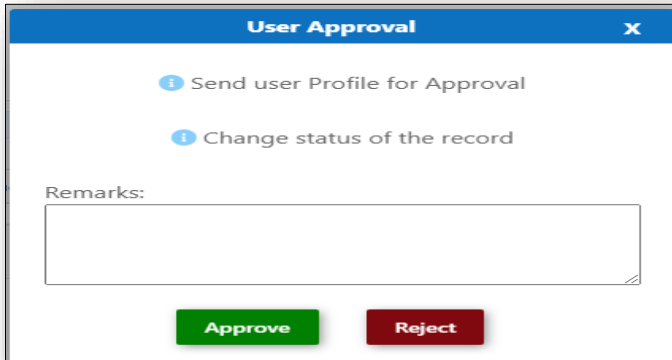 User Approval x
Send user Profile for Approval
Change status of the record
Remarks:
Approve Reject